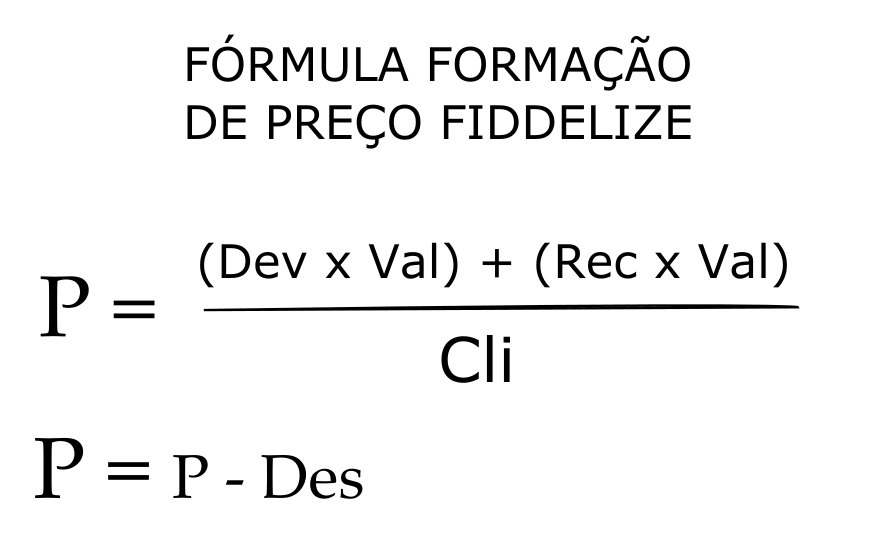 FÓRMULA FORMAÇÃO
DE PREÇO FIDDELIZE
(Dev x Val) + (Rec x Val)
P =
Cli
P = P - Des